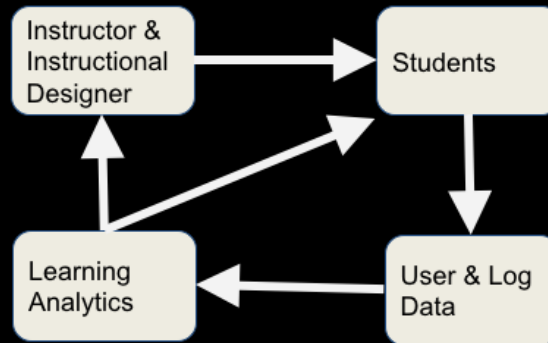 Instructor &
Instructional
Designer
Students
Learning
Analytics
User & Log
Data